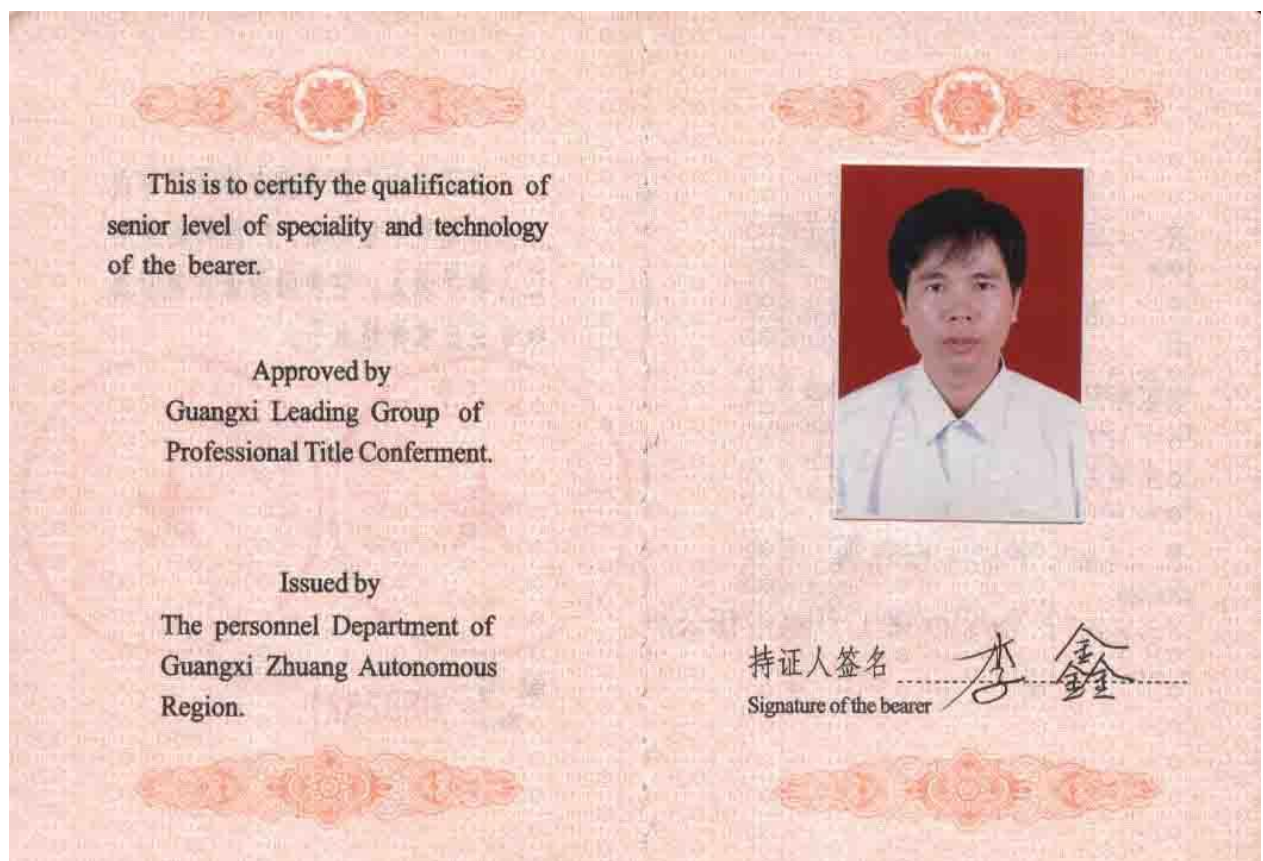 This is to certify the qualification of
senior level of speciality and technology
of the bearer.
Approved by
Guangxi Leading Group of
Professional Title Conferment.
Issued by
The personnel Department of
Guangxi Zhuang Autonomous
Region.
持证人签名 李鑫
Signature of the bearer